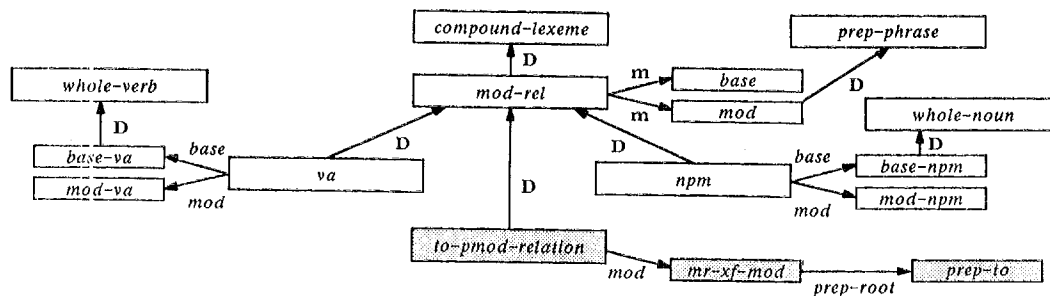 compound-lexeme
prep-phrase
D
whole-verb
mod-rel
m
base
m
mod
D
whole-noun
D
base-va
base
D
D
D
base
base-npm
D
mod-va
mod
va
npm
mod
mod-npm
to-pmod-relation
mod
mr-xf-mod
prep-root
prep-to